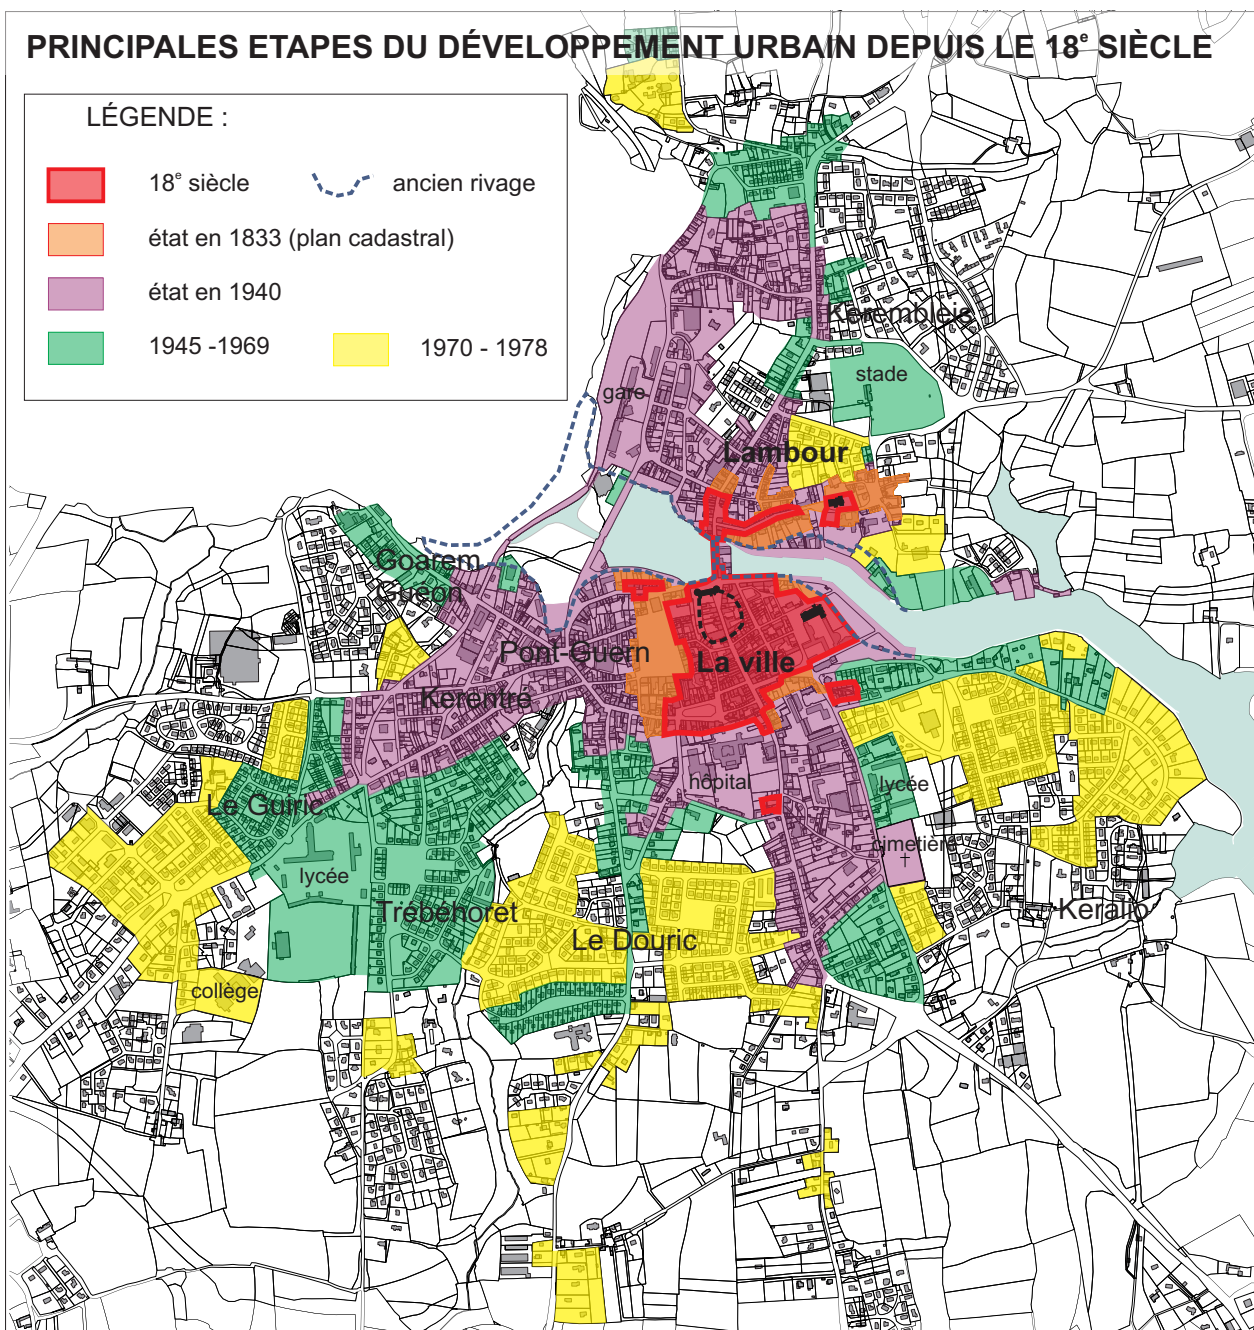 PRINCIPALES ETAPES DU DÉVELOPPEMENT URBAIN DEPUIS LE 18e SIÈCLE
LÉGENDE :
18e siècle
ancien rivage
état en 1833 (plan cadastral)
état en 1940
1945 -1969
1970 - 1978
Kerembleis
stade
gare
Lambour
Goarem
Gueon
Pont-Guern
La ville
Kerentré
hôpital
lycée
Le Guiric
cimetière
lycée
Trébéhoret
Kerallo
Le Douric
collège